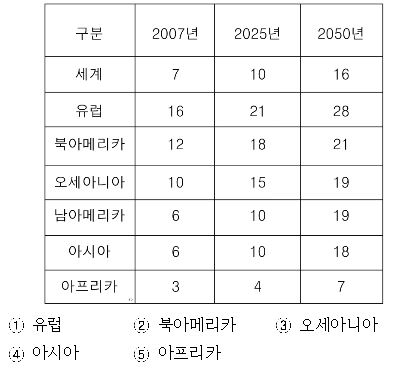 구분 2007년 2025년 2050년
세계 7 10 16
유럽 16 21 28
북아메리카 12 18 21
오세아니아 10 15 19
남아메리카 6 10 19
아시아 6 10 18
아프리카 3 4 7
① 유럽 ② 북아메리카 ③ 오세아니아
④ 아시아 ⑤ 아프리카